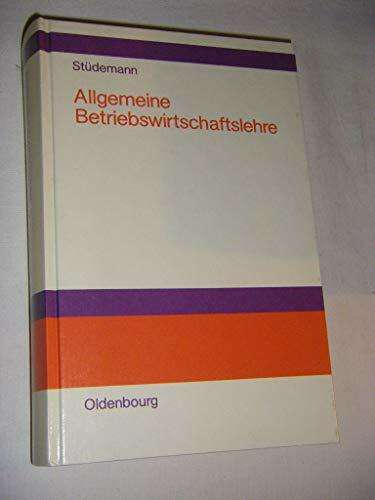 Stüdemann
Allgemeine
Betriebswirtschaftslehre
Oldenbourg